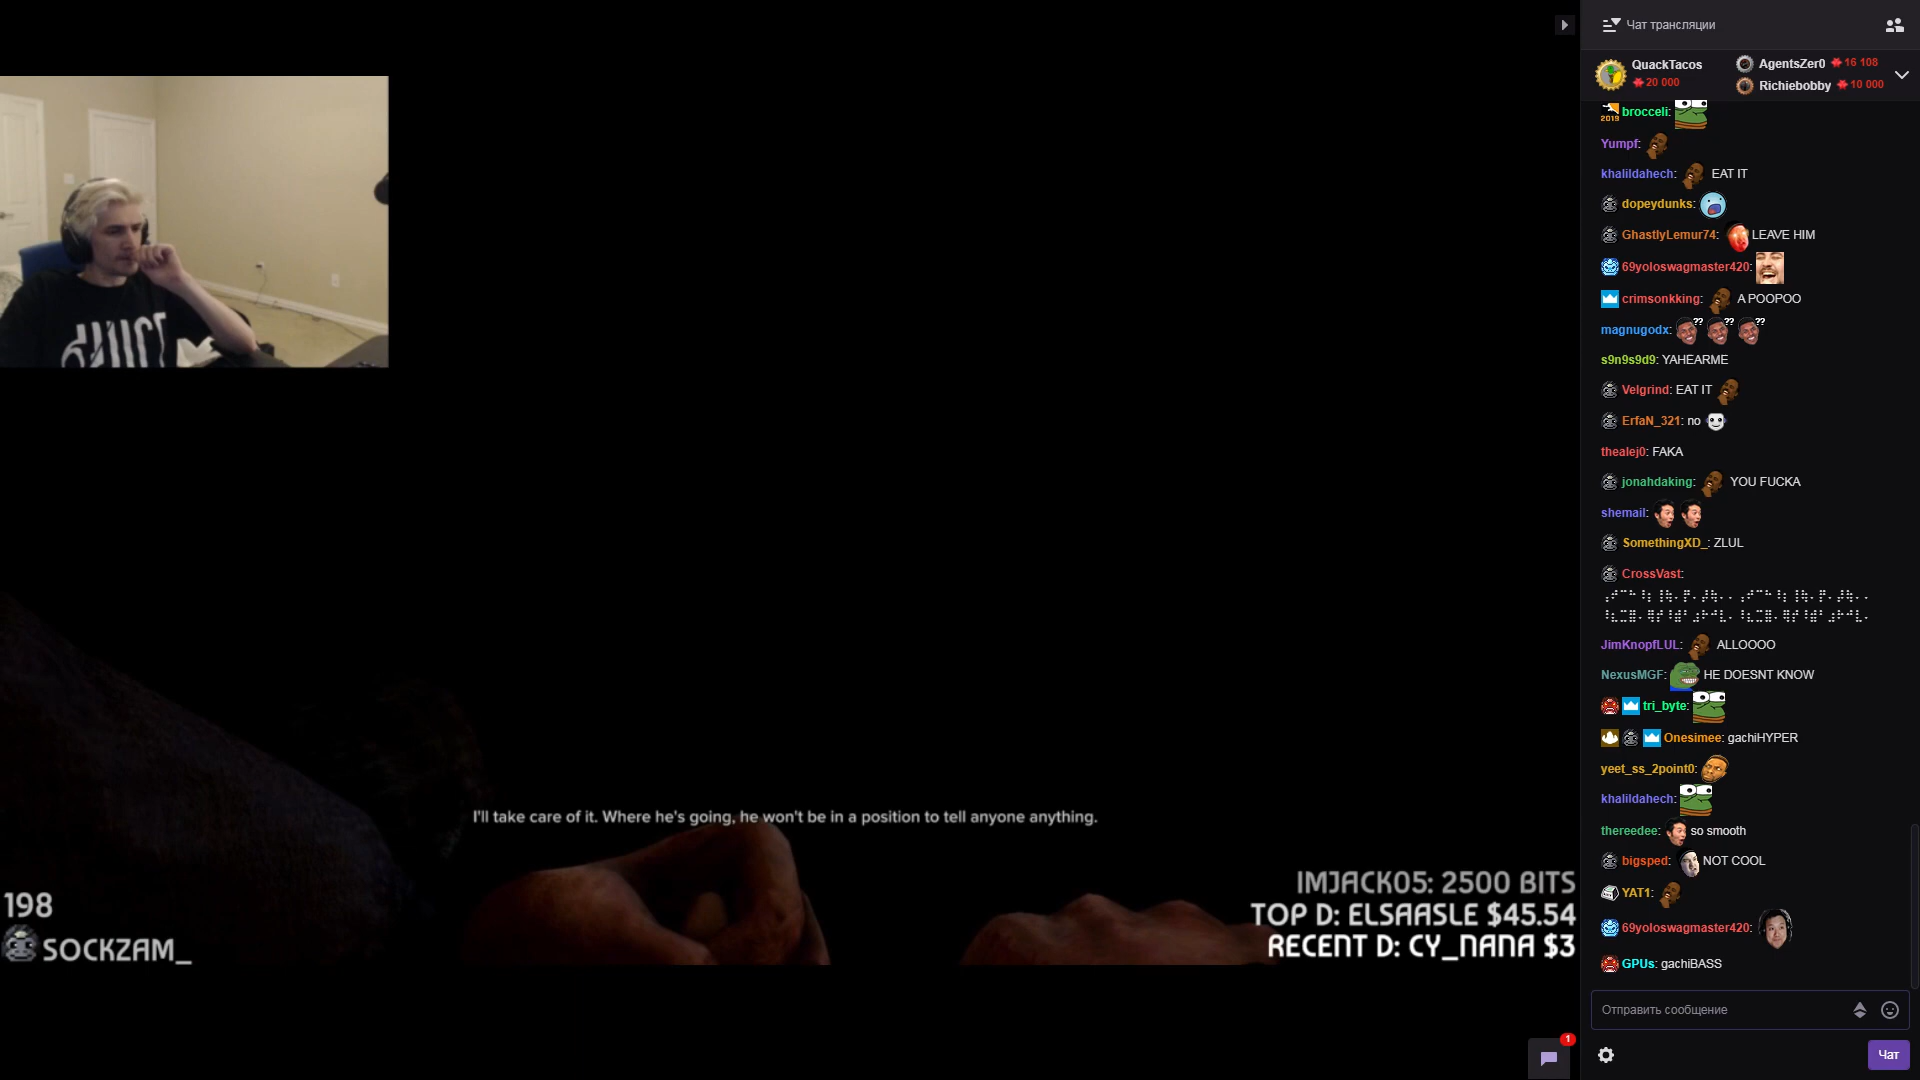 Чат трансляции
QuackTacos
20 000
AgentsZer0 16 108
Richiebobby 10 000
2019 brocceli:
Yumpf:
khalildahech: EAT IT
dopeydunks:
GhastlyLemur74: LEAVE HIM
69yoloswagmaster420:
crimsonkking: A POOPOO
magnugodx: ?? ?? ??
s9n9s9d9: YAHEARME
Velgrind: EAT IT
ErfaN_321: no
thealej0: FAKA
jonahdaking: YOU FUCKA
shemail:
SomethingXD_: ZLUL
CrossVast:
JimKnopfLUL: ALLOOOO
NexusMGF: HE DOESNT KNOW
tri_byte:
Onesimee: gachiHYPER
yeet_ss_2point0:
khalildahech:
thereedee: so smooth
bigsped: NOT COOL
YAT1:
69yoloswagmaster420:
GPUs: gachiBASS
Отправить сообщение
Чат
1
I'll take care of it. Where he's going, he won't be in a position to tell anyone anything.
198
SOCKZAM_
IMJACK05: 2500 BITS
TOP D: ELSAASLE $45.54
RECENT D: CY_NANA $3